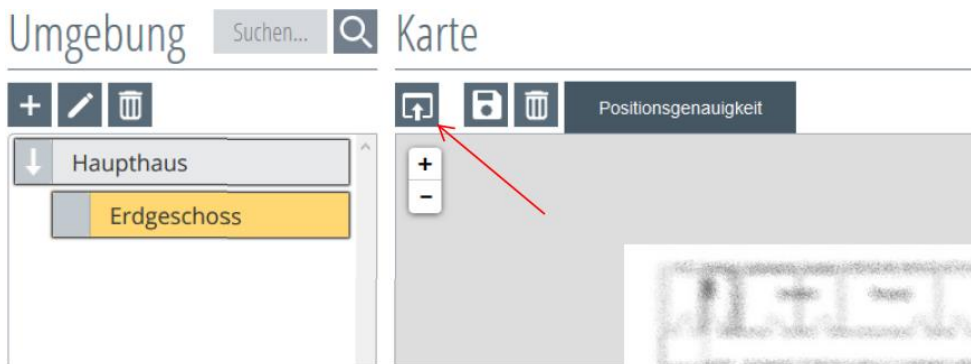 Umgebung
Suchen...
Karte
Positionsgenauigkeit
Haupthaus
Erdgeschoss